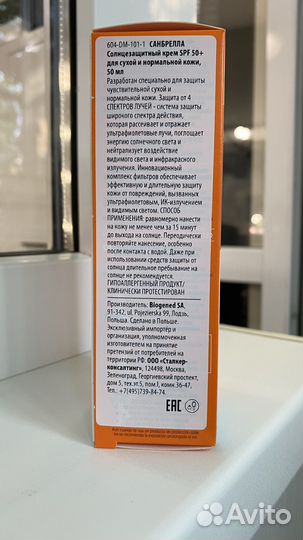 604-DM-101-1 САНБРЕЛЛА
Солнцезащитный крем SPF 50+
для сухой и нормальной кожи,
50 мл
Разработан специально для защиты
чувствительной сухой и
нормальной кожи. Защита от 4
СПЕКТРОВ ЛУЧЕЙ - система защиты
широкого спектра действия,
которая рассеивает и отражает
ультрафиолетовые лучи, поглощает
энергию солнечного света и
нейтрализует воздействие
видимого света и инфракрасного
излучения. Инновационный
комплекс фильтров обеспечивает
эффективную и длительную защиту
кожи от повреждений, вызванных
ультрафиолетовым, ИК-излучением
и видимым светом. СПОСОБ
ПРИМЕНЕНИЯ: равномерно нанести
на кожу не менее чем за 15 минут
до выхода на солнце. Периодически
повторяйте нанесение, особенно
после контакта с водой. Даже при
использовании средств защиты от
солнца длительное пребывание на
солнце не рекомендуется.
ГИПОАЛЛЕРГЕННЫЙ ПРОДУКТ/
КЛИНИЧЕСКИ ПРОТЕСТИРОВАН
Производитель: Biogened SA,
91-342, ul. Pojezierska 99, Лодзь,
Польша. Сделано в Польше.
Эксклюзивный импортёр и
организация, уполномоченная
изготовителем на принятие
претензий от потребителей на
территории РФ: ООО «Сталкер-
консалтинг», 124498, Москва,
Зеленоград, Георгиевский проспект,
дом 5, тех.эт.5, пом.I, комн.36-47,
Тел.: +7(495)739-84-74.
EAC
Avito